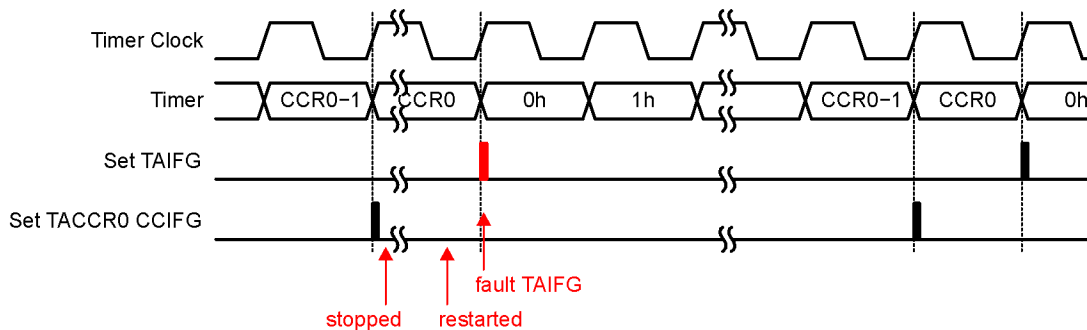 Timer Clock
Timer CCR0−1 CCR0 0h 1h CCR0−1 CCR0 0h
Set TAIFG
Set TACCR0 CCIFG
fault TAIFG
stopped restarted